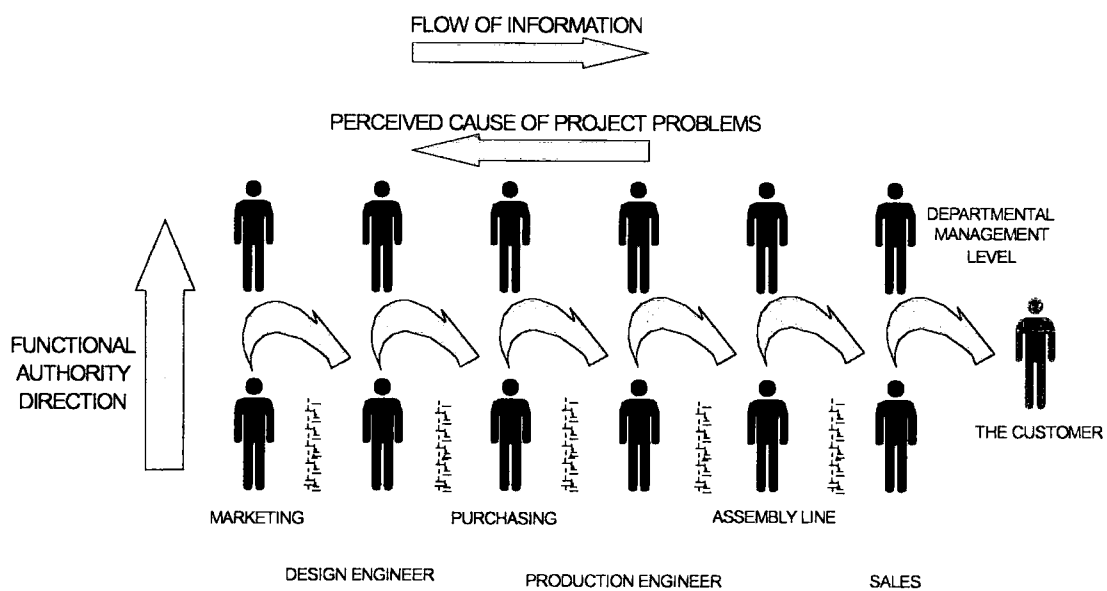 FLOW OF INFORMATION
PERCEIVED CAUSE OF PROJECT PROBLEMS
DEPARTMENTAL
MANAGEMENT
LEVEL
FUNCTIONAL
AUTHORITY
DIRECTION
THE CUSTOMER
MARKETING
PURCHASING
ASSEMBLY LINE
DESIGN ENGINEER
PRODUCTION ENGINEER
SALES